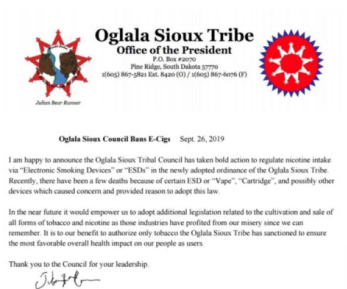 Oglala Sioux Tribe
Office of the President
P.O. Box #2070
Pine Ridge, South Dakota 57770
1(605) 867-5821 Ext. 8420 (O) / 1(605) 867-6076 (F)
Julian Bear Runner
Oglala Sioux Council Bans E-Cigs Sept. 26, 2019
I am happy to announce the Oglala Sioux Tribal Council has taken bold action to regulate nicotine intake
via “Electronic Smoking Devices” or “ESDs” in the newly adopted ordinance of the Oglala Sioux Tribe.
Recently, there have been a few deaths because of certain ESD or “Vape”, “Cartridge”, and possibly other
devices which caused concern and provided reason to adopt this law.
In the near future it would empower us to adopt additional legislation related to the cultivation and sale of
all forms of tobacco and nicotine as those industries have profited from our misery since we can
remember. It is to our benefit to authorize only tobacco the Oglala Sioux Tribe has sanctioned to ensure
the most favorable overall health impact on our people as users.
Thank you to the Council for your leadership.